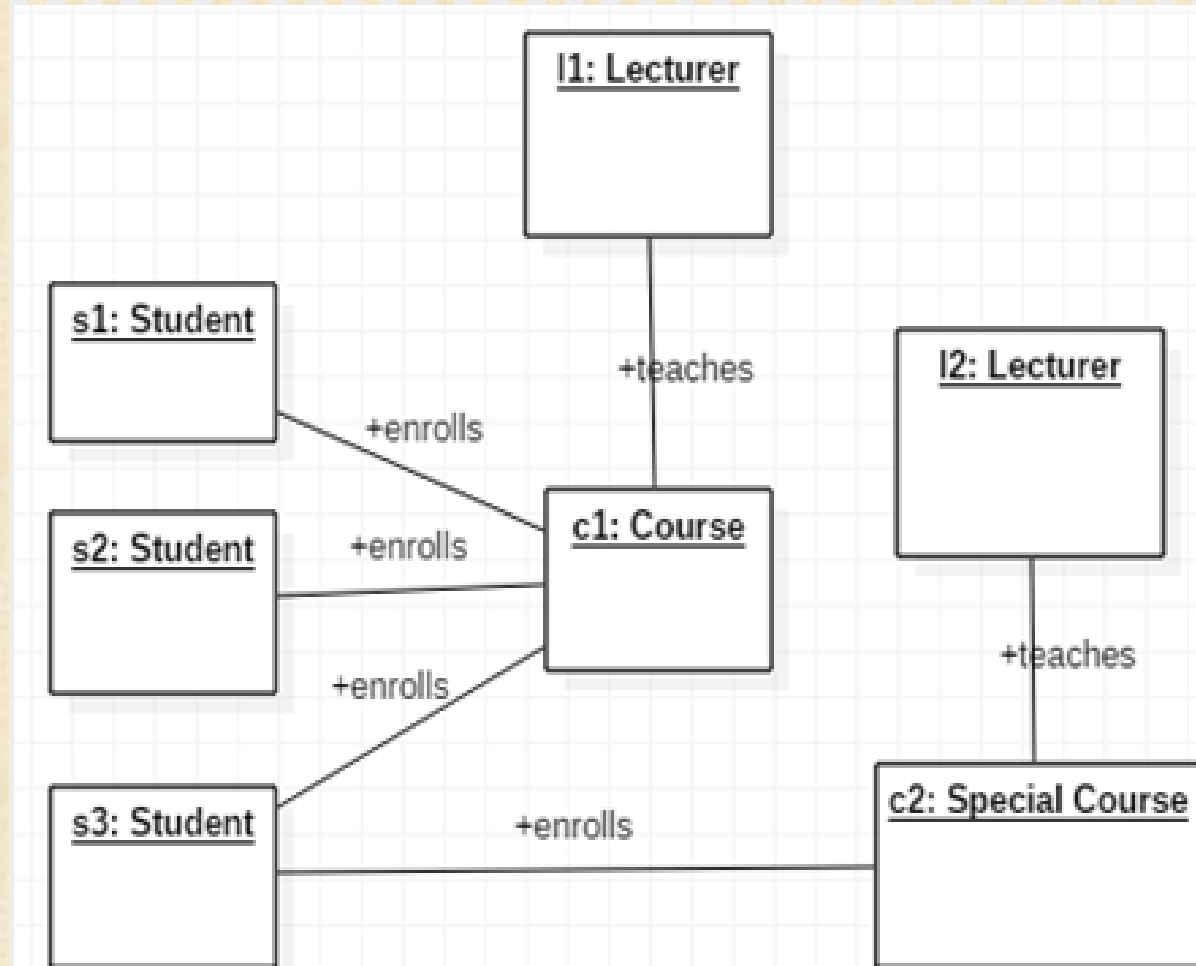 l1: Lecturer
s1: Student
l2: Lecturer
+teaches
+enrolls
c1: Course
s2: Student
+enrolls
+teaches
+enrolls
c2: Special Course
s3: Student
+enrolls